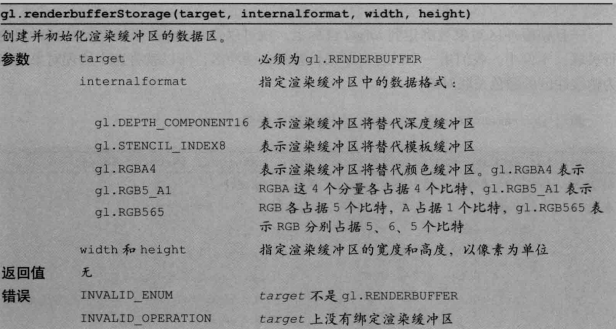 gl.renderbufferStorage(target, internalformat, width, height)
创建并初始化渲染缓冲区的数据区。
参数 target 必须为 gl.RENDERBUFFER
internalformat 指定渲染缓冲区中的数据格式：
gl.DEPTH_COMPONENT16 表示渲染缓冲区将替代深度缓冲区
gl.STENCIL_INDEX8 表示渲染缓冲区将替代模板缓冲区
gl.RGBA4 表示渲染缓冲区将替代颜色缓冲区。gl.RGBA4 表示
gl.RGB5_A1 RGBA 这 4 个分量各占据 4 个比特，gl.RGB5_A1 表示
gl.RGB565 RGB 各占据 5 个比特，A 占据 1 个比特，gl.RGB565 表
示 RGB 分别占据 5、6、5 个比特
width 和 height 指定渲染缓冲区的宽度和高度，以像素为单位
返回值 无
错误 INVALID_ENUM target 不是 gl.RENDERBUFFER
INVALID_OPERATION target 上没有绑定渲染缓冲区